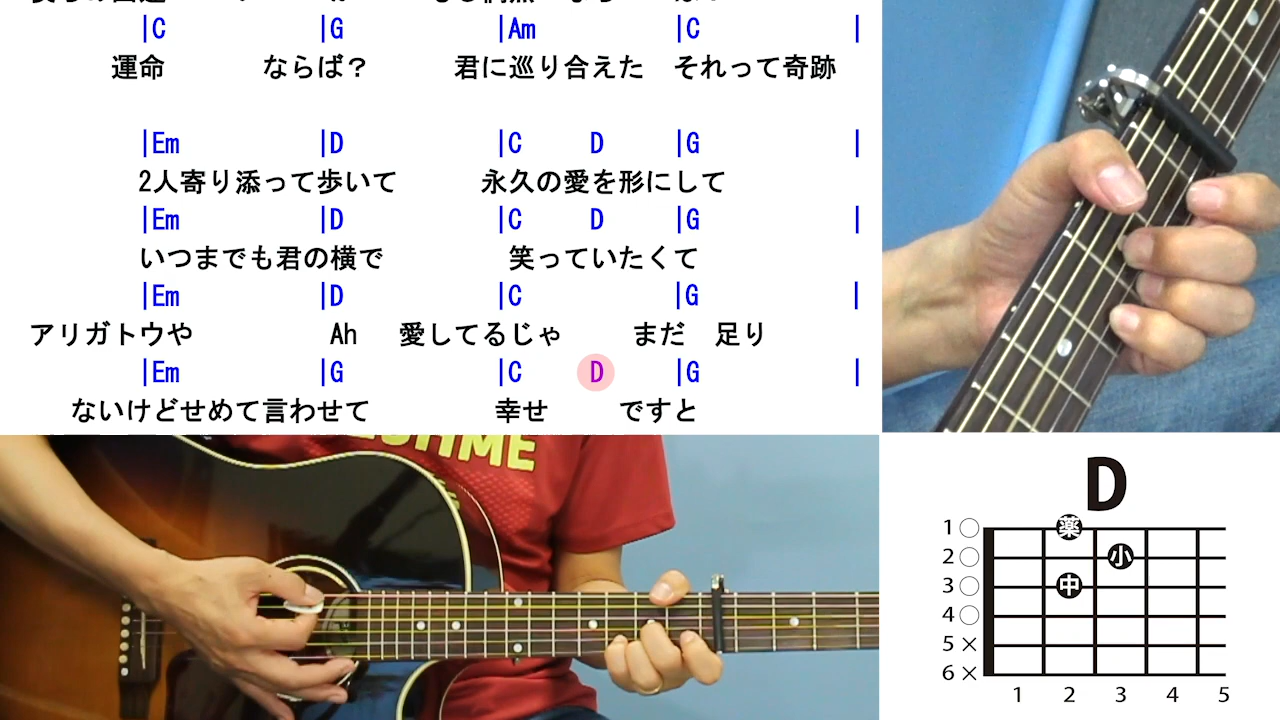 |C |G |Am |C |
運命 ならば？ 君に巡り合えた それって奇跡
|Em |D |C D |G |
2人寄り添って歩いて 永久の愛を形にして
|Em |D |C D |G |
いつまでも君の横で 笑っていたくて
|Em |D |C |G |
アリガトウや Ah 愛してるじゃ まだ 足り
|Em |G |C D |G |
ないけどせめて言わせて 幸せ ですと
D
1 ○ 薬
2 ○ 小
3 ○ 中
4 ○
5 ×
6 ×
1 2 3 4 5